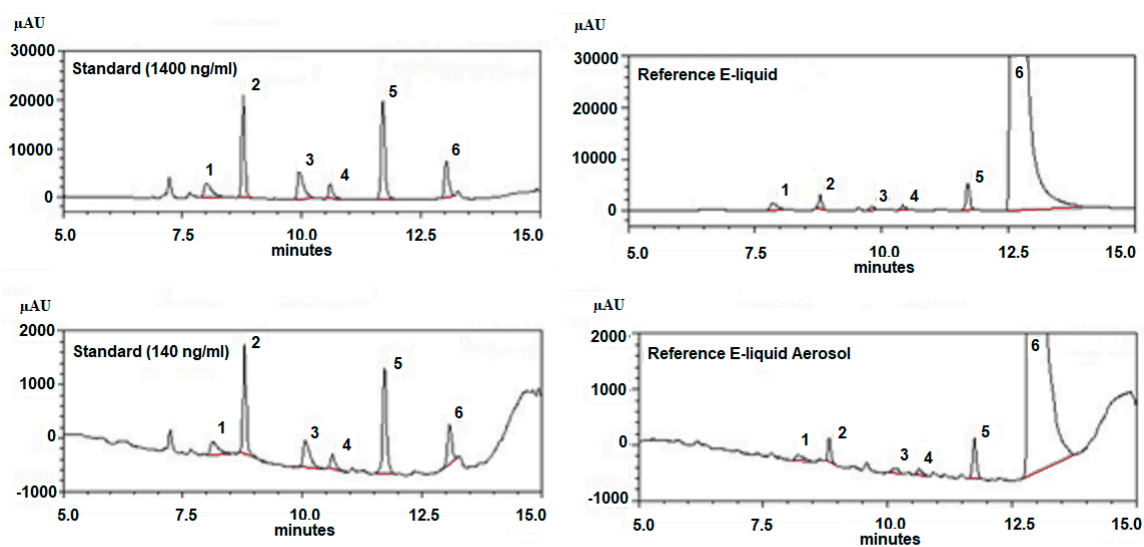 µAU
30000
20000
10000
0
Standard (1400 ng/ml)
1
2
3
4
5
6
5.0 7.5 10.0 12.5 15.0
minutes
µAU
30000
20000
10000
0
Reference E-liquid
1
2
3
4
5
6
5.0 7.5 10.0 12.5 15.0
minutes
µAU
2000
1000
0
-1000
Standard (140 ng/ml)
1
2
3
4
5
6
5.0 7.5 10.0 12.5 15.0
minutes
µAU
2000
1000
0
-1000
Reference E-liquid Aerosol
1
2
3
4
5
6
5.0 7.5 10.0 12.5 15.0
minutes